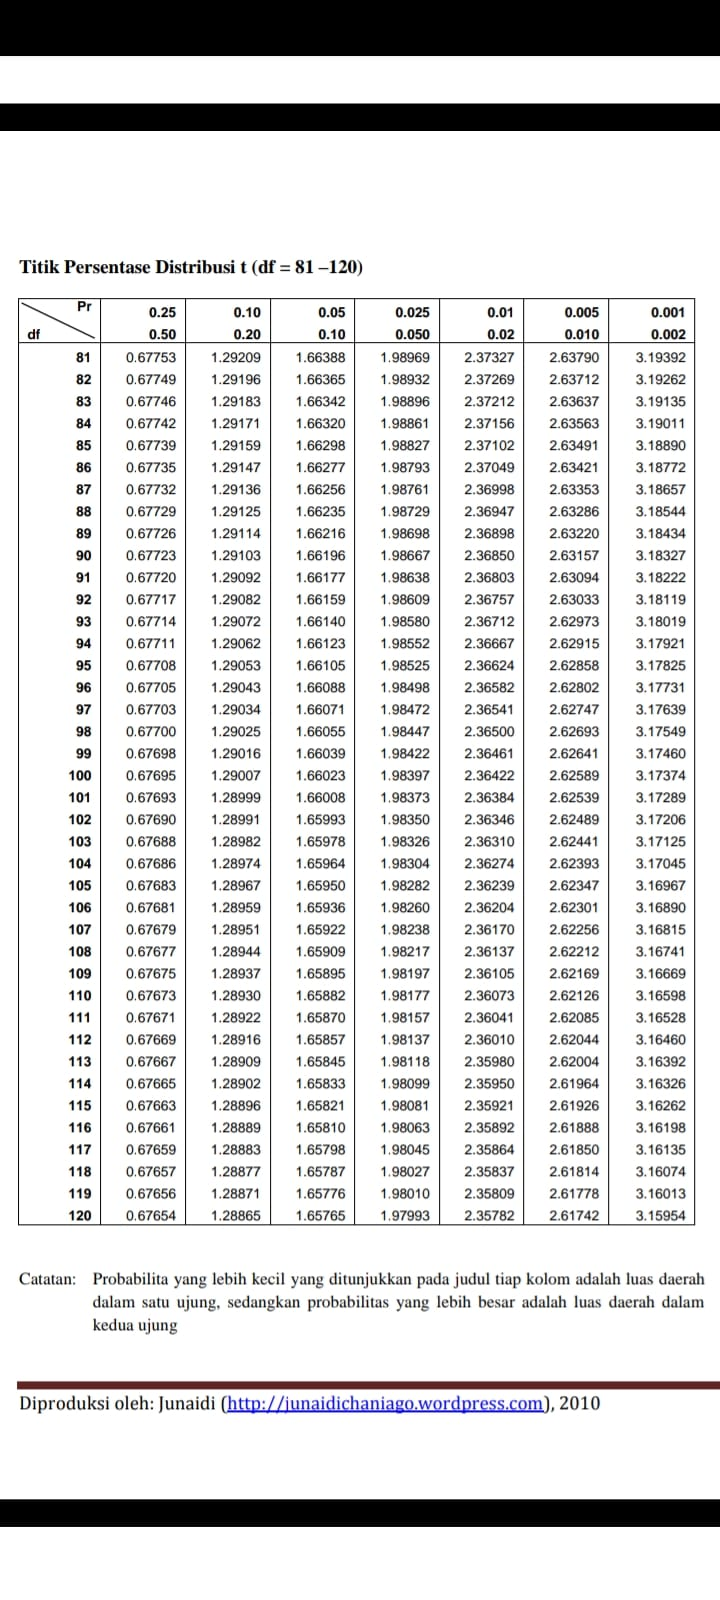 Titik Persentase Distribusi t (df = 81 –120)
Pr 0.25 0.10 0.05 0.025 0.01 0.005 0.001
df 0.50 0.20 0.10 0.050 0.02 0.010 0.002
81 0.67753 1.29209 1.66388 1.98969 2.37327 2.63790 3.19392
82 0.67749 1.29196 1.66365 1.98932 2.37269 2.63712 3.19262
83 0.67746 1.29183 1.66342 1.98896 2.37212 2.63637 3.19135
84 0.67742 1.29171 1.66320 1.98861 2.37156 2.63563 3.19011
85 0.67739 1.29159 1.66298 1.98827 2.37102 2.63491 3.18890
86 0.67735 1.29147 1.66277 1.98793 2.37049 2.63421 3.18772
87 0.67732 1.29136 1.66256 1.98761 2.36998 2.63353 3.18657
88 0.67729 1.29125 1.66235 1.98729 2.36947 2.63286 3.18544
89 0.67726 1.29114 1.66216 1.98698 2.36898 2.63220 3.18434
90 0.67723 1.29103 1.66196 1.98667 2.36850 2.63157 3.18327
91 0.67720 1.29092 1.66177 1.98638 2.36803 2.63094 3.18222
92 0.67717 1.29082 1.66159 1.98609 2.36757 2.63033 3.18119
93 0.67714 1.29072 1.66140 1.98580 2.36712 2.62973 3.18019
94 0.67711 1.29062 1.66123 1.98552 2.36667 2.62915 3.17921
95 0.67708 1.29053 1.66105 1.98525 2.36624 2.62858 3.17825
96 0.67705 1.29043 1.66088 1.98498 2.36582 2.62802 3.17731
97 0.67703 1.29034 1.66071 1.98472 2.36541 2.62747 3.17639
98 0.67700 1.29025 1.66055 1.98447 2.36500 2.62693 3.17549
99 0.67698 1.29016 1.66039 1.98422 2.36461 2.62641 3.17460
100 0.67695 1.29007 1.66023 1.98397 2.36422 2.62589 3.17374
101 0.67693 1.28999 1.66008 1.98373 2.36384 2.62539 3.17289
102 0.67690 1.28991 1.65993 1.98350 2.36346 2.62489 3.17206
103 0.67688 1.28982 1.65978 1.98326 2.36310 2.62441 3.17125
104 0.67686 1.28974 1.65964 1.98304 2.36274 2.62393 3.17045
105 0.67683 1.28967 1.65950 1.98282 2.36239 2.62347 3.16967
106 0.67681 1.28959 1.65936 1.98260 2.36204 2.62301 3.16890
107 0.67679 1.28951 1.65922 1.98238 2.36170 2.62256 3.16815
108 0.67677 1.28944 1.65909 1.98217 2.36137 2.62212 3.16741
109 0.67675 1.28937 1.65895 1.98197 2.36105 2.62169 3.16669
110 0.67673 1.28930 1.65882 1.98177 2.36073 2.62126 3.16598
111 0.67671 1.28922 1.65870 1.98157 2.36041 2.62085 3.16528
112 0.67669 1.28916 1.65857 1.98137 2.36010 2.62044 3.16460
113 0.67667 1.28909 1.65845 1.98118 2.35980 2.62004 3.16392
114 0.67665 1.28902 1.65833 1.98099 2.35950 2.61964 3.16326
115 0.67663 1.28896 1.65821 1.98081 2.35921 2.61926 3.16262
116 0.67661 1.28889 1.65810 1.98063 2.35892 2.61888 3.16198
117 0.67659 1.28883 1.65798 1.98045 2.35864 2.61850 3.16135
118 0.67657 1.28877 1.65787 1.98027 2.35837 2.61814 3.16074
119 0.67656 1.28871 1.65776 1.98010 2.35809 2.61778 3.16013
120 0.67654 1.28865 1.65765 1.97993 2.35782 2.61742 3.15954
Catatan: Probabilita yang lebih kecil yang ditunjukkan pada judul tiap kolom adalah luas daerah
dalam satu ujung, sedangkan probabilitas yang lebih besar adalah luas daerah dalam
kedua ujung
Diproduksi oleh: Junaidi (http://junaidichaniago.wordpress.com), 2010